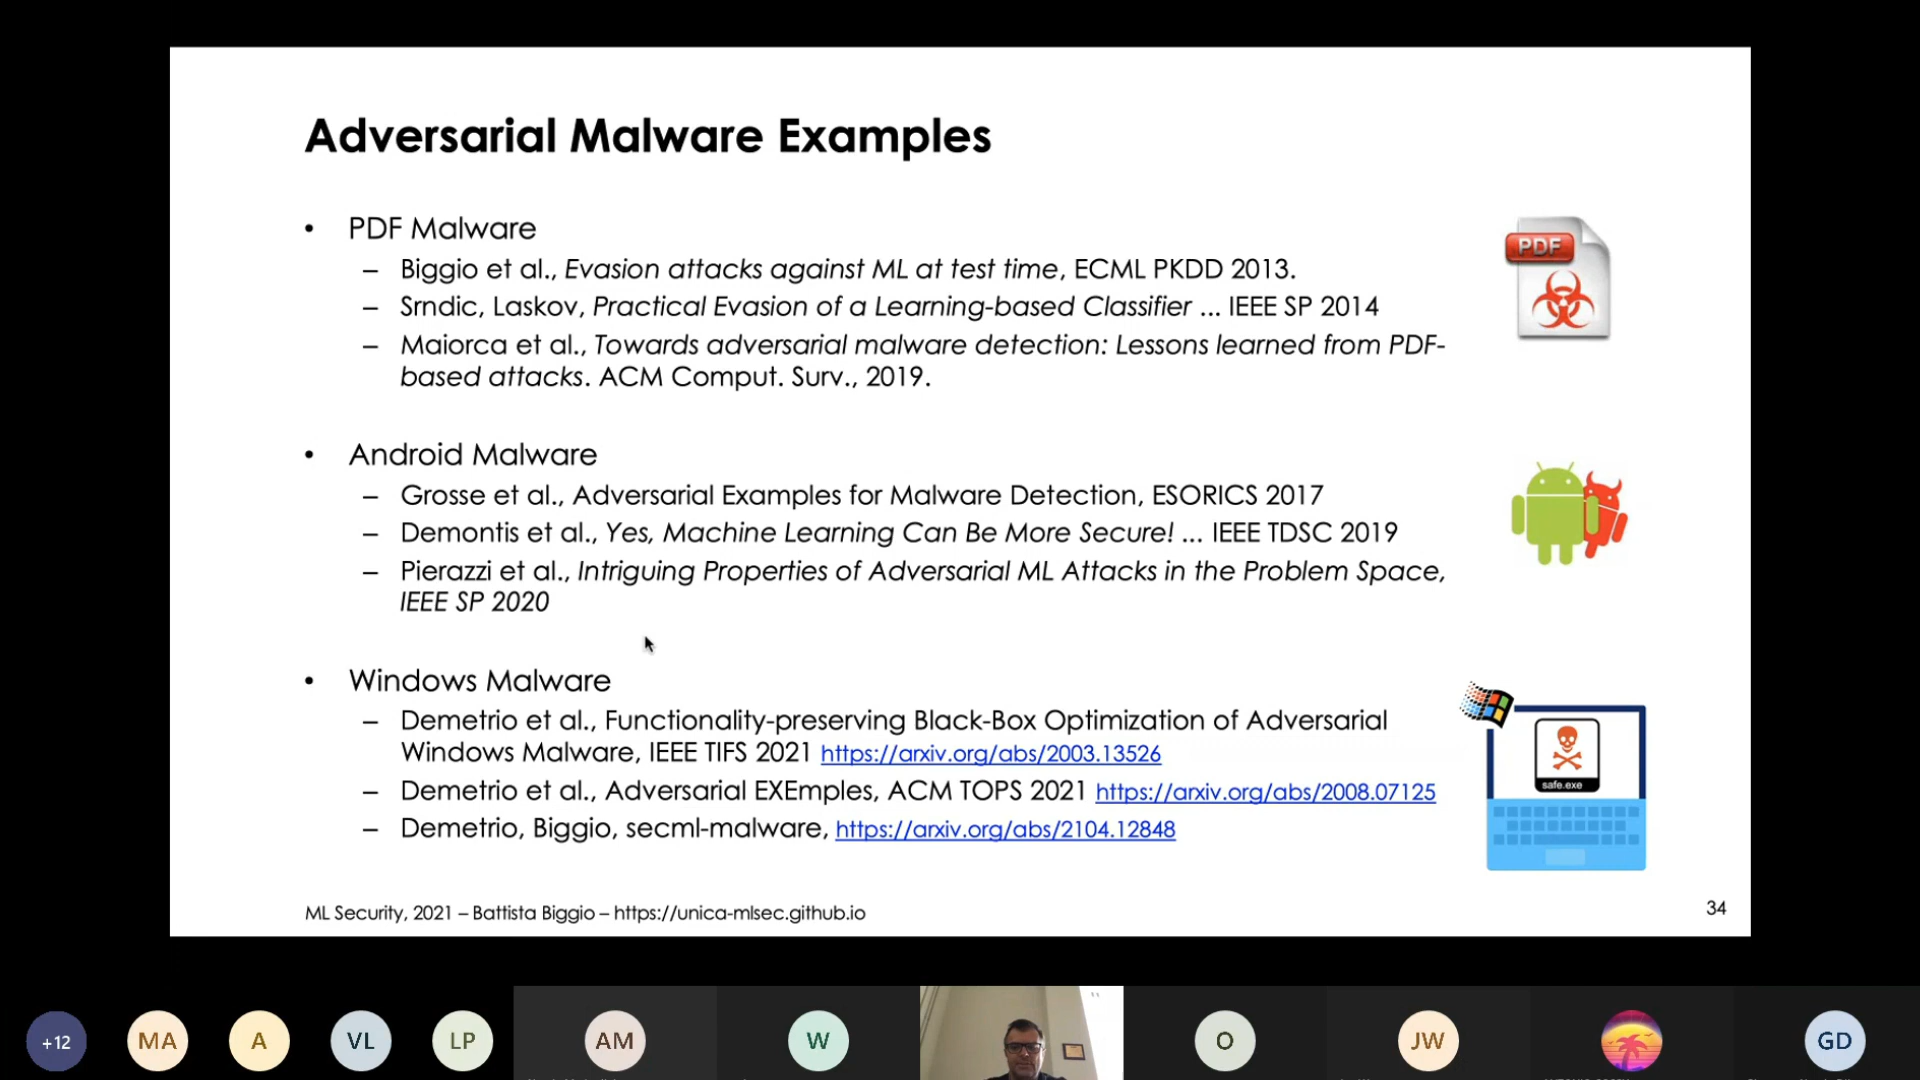 Adversarial Malware Examples
• PDF Malware
– Biggio et al., Evasion attacks against ML at test time, ECML PKDD 2013.
– Srndic, Laskov, Practical Evasion of a Learning-based Classifier ... IEEE SP 2014
– Maiorca et al., Towards adversarial malware detection: Lessons learned from PDF-
based attacks. ACM Comput. Surv., 2019.
PDF
• Android Malware
– Grosse et al., Adversarial Examples for Malware Detection, ESORICS 2017
– Demontis et al., Yes, Machine Learning Can Be More Secure! ... IEEE TDSC 2019
– Pierazzi et al., Intriguing Properties of Adversarial ML Attacks in the Problem Space,
IEEE SP 2020
• Windows Malware
– Demetrio et al., Functionality-preserving Black-Box Optimization of Adversarial
Windows Malware, IEEE TIFS 2021 https://arxiv.org/abs/2003.13526
– Demetrio et al., Adversarial EXEmples, ACM TOPS 2021 https://arxiv.org/abs/2008.07125
– Demetrio, Biggio, secml-malware, https://arxiv.org/abs/2104.12848
safe.exe
ML Security, 2021 – Battista Biggio – https://unica-mlsec.github.io
34
+12
MA
A
VL
LP
AM
W
O
JW
GD